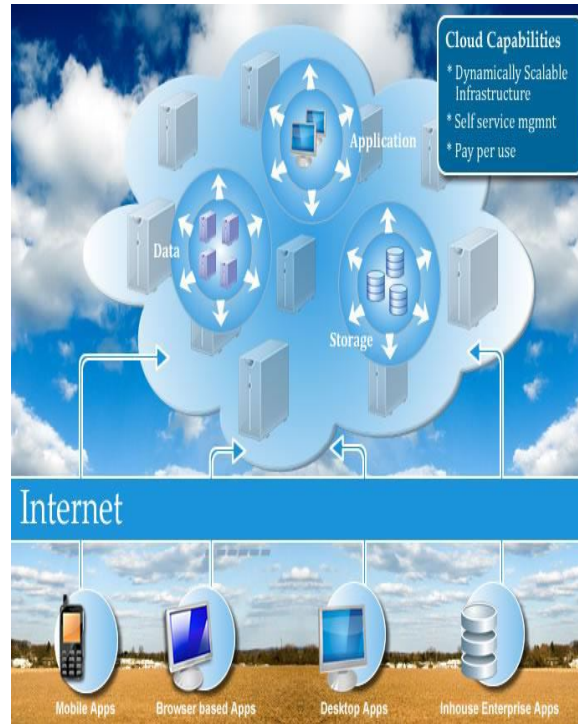 Cloud Capabilities
* Dynamically Scalable
Infrastructure
* Self service mgmnt
* Pay per use
Application
Data
Storage
Internet
Mobile Apps
Browser based Apps
Desktop Apps
Inhouse Enterprise Apps